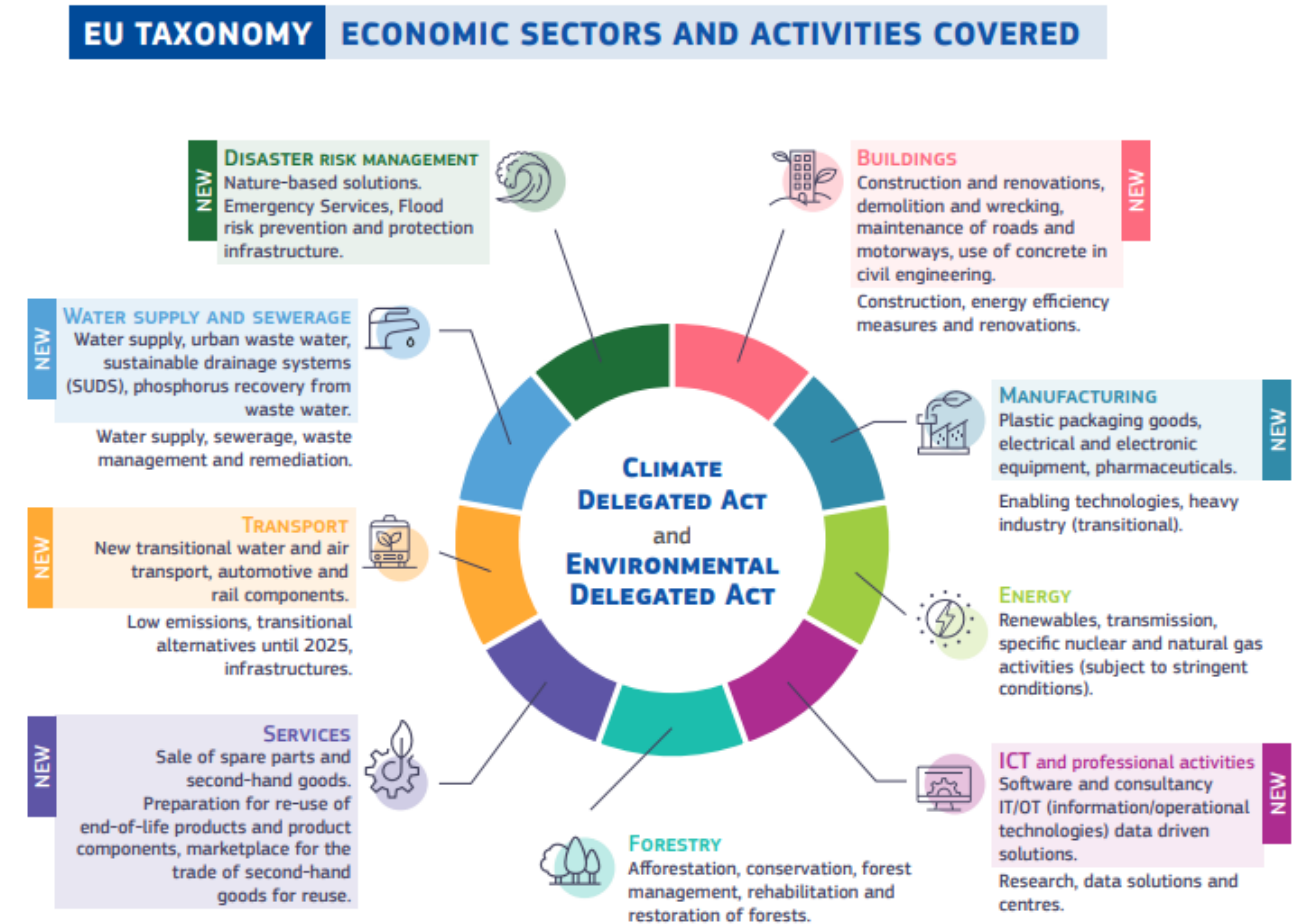 EU TAXONOMY ECONOMIC SECTORS AND ACTIVITIES COVERED
NEW
DISASTER RISK MANAGEMENT
Nature-based solutions.
Emergency Services, Flood
risk prevention and protection
infrastructure.
BUILDINGS
Construction and renovations,
demolition and wrecking,
maintenance of roads and
motorways, use of concrete in
civil engineering.
NEW
Construction, energy efficiency
measures and renovations.
NEW
WATER SUPPLY AND SEWERAGE
Water supply, urban waste water,
sustainable drainage systems
(SUDS), phosphorus recovery from
waste water.
Water supply, sewerage, waste
management and remediation.
MANUFACTURING
Plastic packaging goods,
electrical and electronic
equipment, pharmaceuticals.
NEW
Enabling technologies, heavy
industry (transitional).
CLIMATE
DELEGATED ACT
and
ENVIRONMENTAL
DELEGATED ACT
NEW
TRANSPORT
New transitional water and air
transport, automotive and
rail components.
Low emissions, transitional
alternatives until 2025,
infrastructures.
ENERGY
Renewables, transmission,
specific nuclear and natural gas
activities (subject to stringent
conditions).
NEW
SERVICES
Sale of spare parts and
second-hand goods.
Preparation for re-use of
end-of-life products and product
components, marketplace for the
trade of second-hand
goods for reuse.
ICT and professional activities
Software and consultancy
IT/OT (information/operational
technologies) data driven
solutions.
NEW
Research, data solutions and
centres.
FORESTRY
Afforestation, conservation, forest
management, rehabilitation and
restoration of forests.